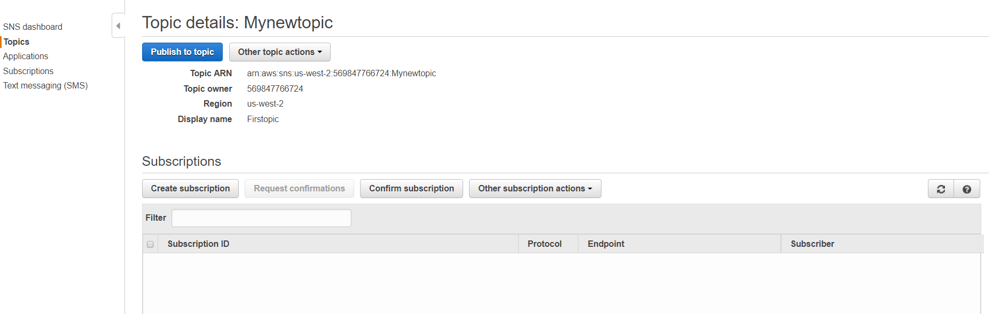 SNS dashboard
Topics
Applications
Subscriptions
Text messaging (SMS)
Topic details: Mynewtopic
Publish to topic
Other topic actions
Topic ARN arn:aws:sns:us-west-2:569847766724:Mynewtopic
Topic owner 569847766724
Region us-west-2
Display name Firstopic
Subscriptions
Create subscription Request confirmations Confirm subscription Other subscription actions
Filter
Subscription ID Protocol Endpoint Subscriber